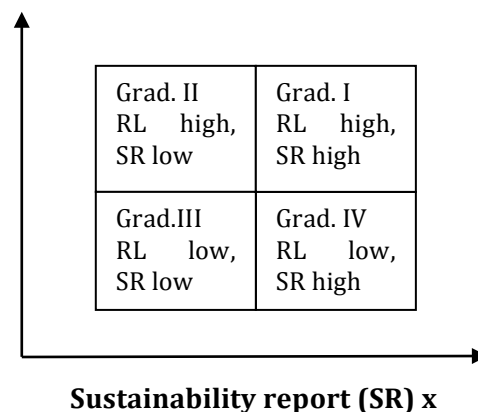 Grad. II
RL high,
SR low
Grad. I
RL high,
SR high
Grad.III
RL low,
SR low
Grad. IV
RL low,
SR high
Sustainability report (SR) x